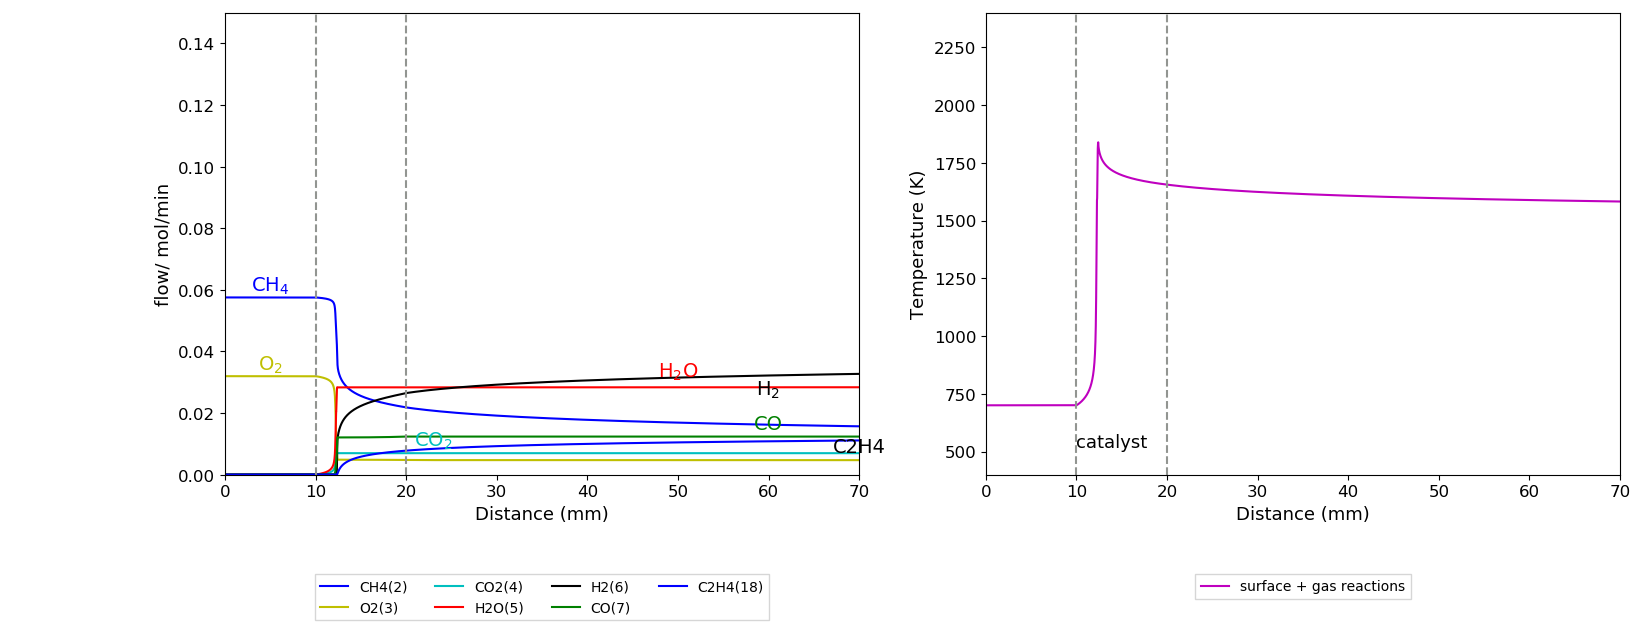 0.14
0.12
0.10
0.08
0.06
0.04
0.02
0.00
flow/ mol/min
CH4
O2
H2O
H2
CO
CO2
C2H4
0 10 20 30 40 50 60 70
Distance (mm)
CH4(2) CO2(4) H2(6) C2H4(18)
O2(3) H2O(5) CO(7)
2250
2000
1750
1500
1250
1000
750
500
Temperature (K)
catalyst
0 10 20 30 40 50 60 70
Distance (mm)
surface + gas reactions